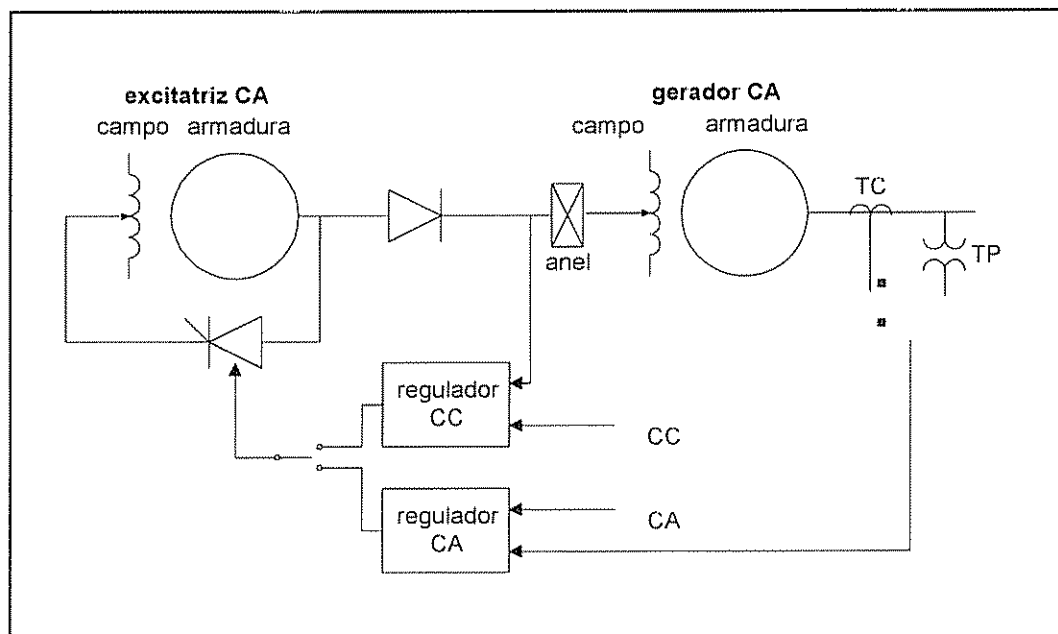 excitatriz CA
campo armadura
gerador CA
campo armadura
TC
TP
anel
regulador
CC
CC
regulador
CA
CA